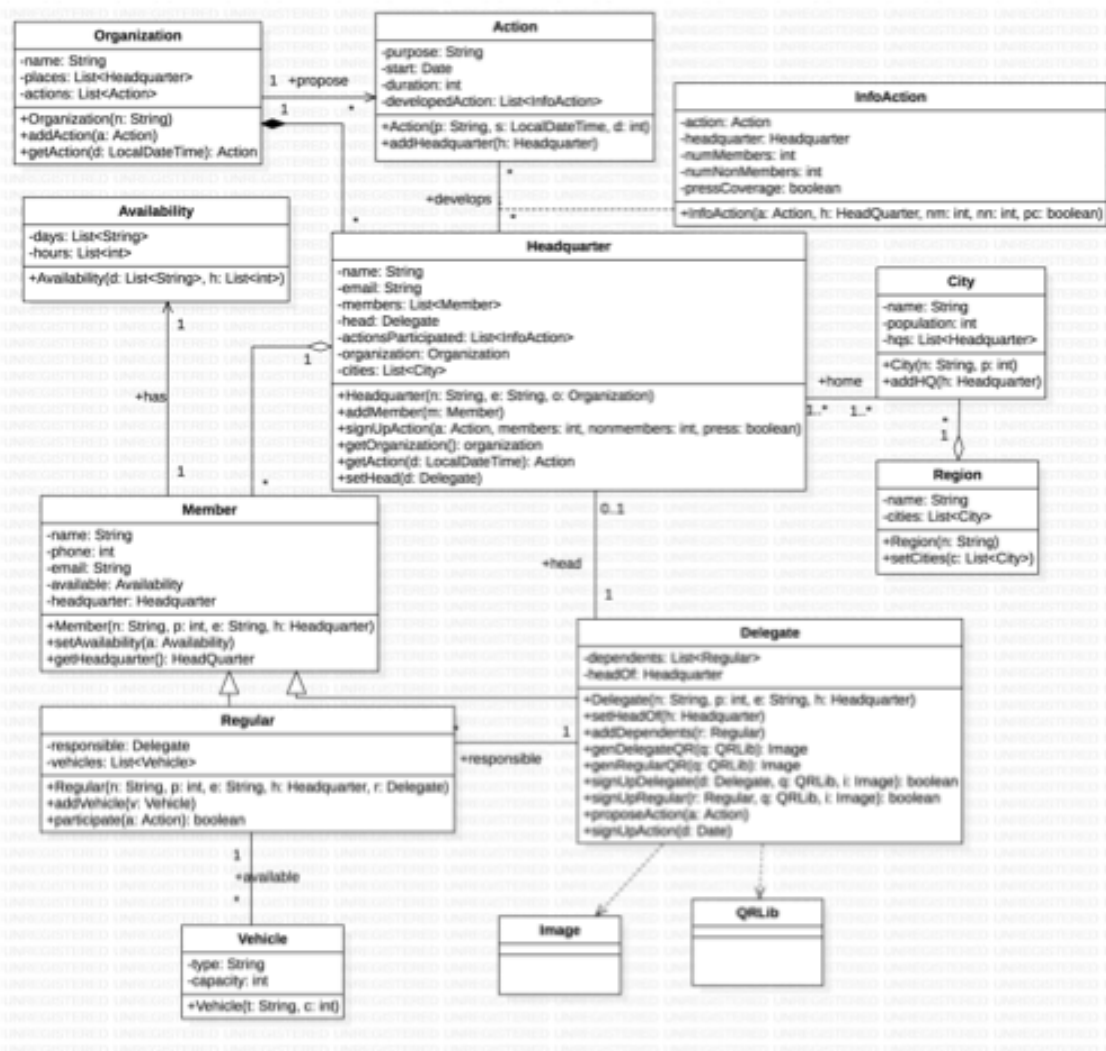 Organization
-name: String
-places: List<Headquarter>
-actions: List<Action>
+Organization(n: String)
+addAction(a: Action)
+getAction(d: LocalDateTime): Action
1 +propose
*
1
*
Action
-purpose: String
-start: Date
-duration: int
-developedAction: List<InfoAction>
+Action(p: String, s: LocalDateTime, d: int)
+addHeadquarter(h: Headquarter)
InfoAction
-action: Action
-headquarter: Headquarter
-numMembers: int
-numNonMembers: int
-pressCoverage: boolean
+InfoAction(a: Action, h: HeadQuarter, nm: int, nn: int, pc: boolean)
*
+develops
*
Availability
-days: List<String>
-hours: List<int>
+Availability(d: List<String>, h: List<int>)
1
+has
1
Headquarter
-name: String
-email: String
-members: List<Member>
-head: Delegate
-actionsParticipated: List<InfoAction>
-organization: Organization
-cities: List<City>
+Headquarter(n: String, e: String, o: Organization)
+addMember(m: Member)
+signUpAction(a: Action, members: int, nonmembers: int, press: boolean)
+getOrganization(): organization
+getAction(d: LocalDateTime): Action
+setHead(d: Delegate)
1
*
City
-name: String
-population: int
-hqs: List<Headquarter>
+City(n: String, p: int)
+addHQ(h: Headquarter)
+home
1..* 1..*
*
1
Region
-name: String
-cities: List<City>
+Region(n: String)
+setCities(c: List<City>)
Member
-name: String
-phone: int
-email: String
-available: Availability
-headquarter: Headquarter
+Member(n: String, p: int, e: String, h: Headquarter)
+setAvailability(a: Availability)
+getHeadquarter(): HeadQuarter
0..1
+head
1
Delegate
-dependents: List<Regular>
-headOf: Headquarter
+Delegate(n: String, p: int, e: String, h: Headquarter)
+setHeadOf(h: Headquarter)
+addDependents(r: Regular)
+genDelegateQR(q: QRLib): Image
+genRegularQR(q: QRLib): Image
+signUpDelegate(d: Delegate, q: QRLib, i: Image): boolean
+signUpRegular(r: Regular, q: QRLib, i: Image): boolean
+proposeAction(a: Action)
+signUpAction(d: Date)
Regular
-responsible: Delegate
-vehicles: List<Vehicle>
+Regular(n: String, p: int, e: String, h: Headquarter, r: Delegate)
+addVehicle(v: Vehicle)
+participate(a: Action): boolean
*
1
+responsible
1
+available
*
Vehicle
-type: String
-capacity: int
+Vehicle(t: String, c: int)
Image
QRLib